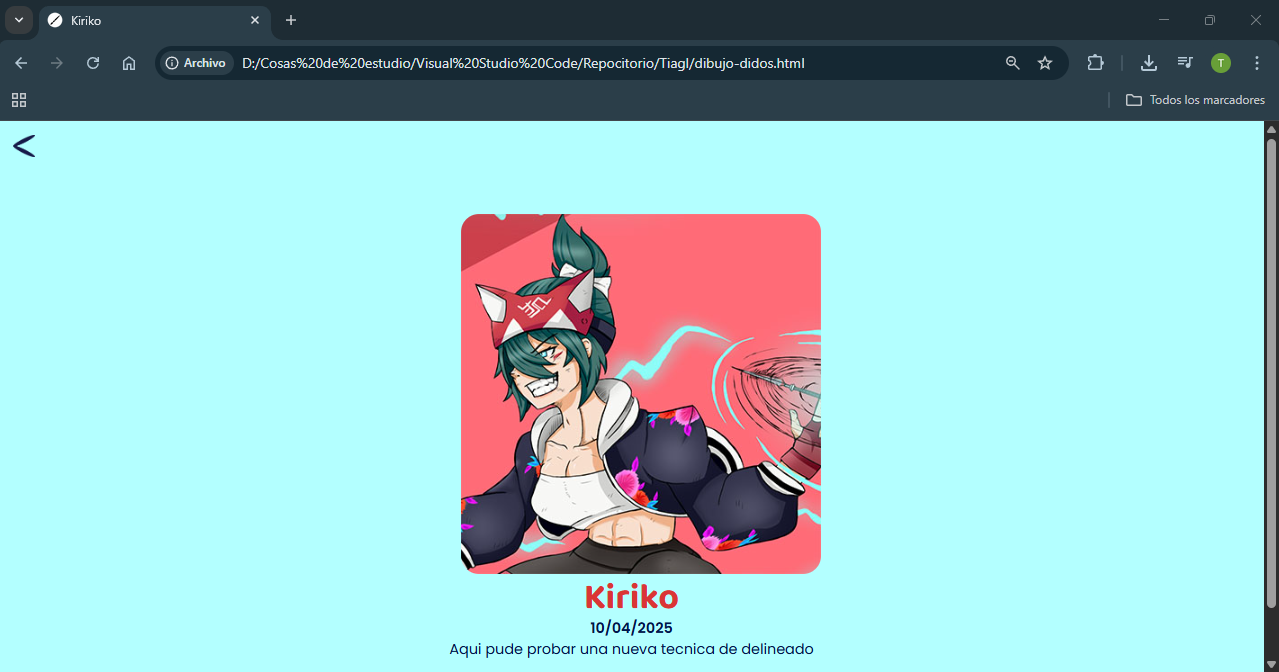 Kiriko
Archivo
D:/Cosas%20de%20estudio/Visual%20Studio%20Code/Repocitorio/Tiagl/dibujo-didos.html
T
Todos los marcadores
<
Kiriko
10/04/2025
Aqui pude probar una nueva tecnica de delineado